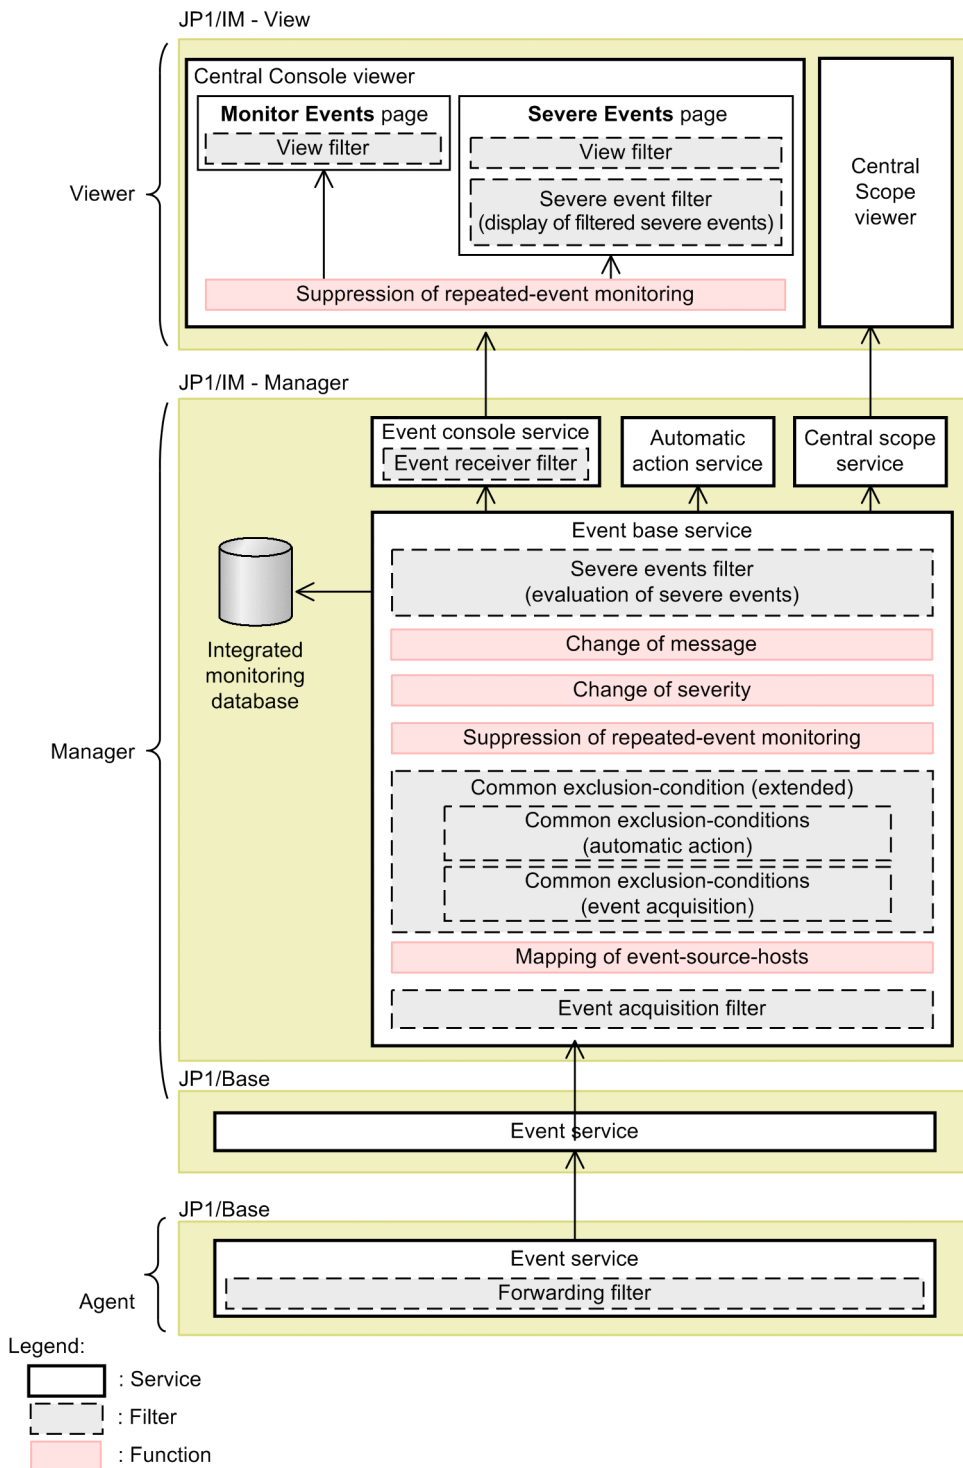 JP1/IM - View
Central Console viewer
Monitor Events page
View filter
Severe Events page
View filter
Severe event filter
(display of filtered severe events)
Suppression of repeated-event monitoring
Central
Scope
viewer
Viewer
JP1/IM - Manager
Event console service
Event receiver filter
Automatic
action service
Central scope
service
Event base service
Severe events filter
(evaluation of severe events)
Integrated
monitoring
database
Change of message
Change of severity
Suppression of repeated-event monitoring
Manager
Common exclusion-condition (extended)
Common exclusion-conditions
(automatic action)
Common exclusion-conditions
(event acquisition)
Mapping of event-source-hosts
Event acquisition filter
JP1/Base
Event service
JP1/Base
Event service
Forwarding filter
Agent
Legend:
: Service
: Filter
: Function